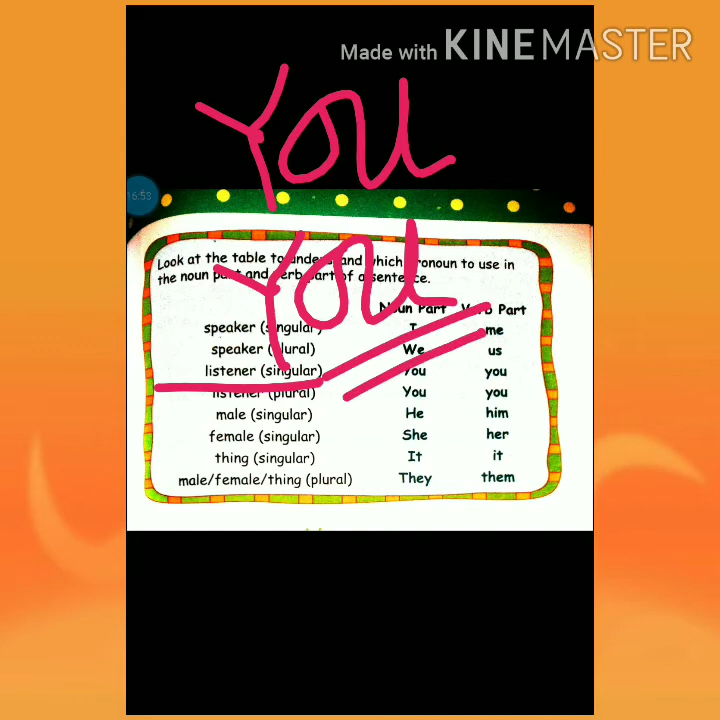 Made with KINEMASTER
You
16:53
You
Look at the table to understand which pronoun to use in
the noun part and verb part of a sentence.
Noun Part Verb Part
speaker (singular) I me
speaker (plural) We us
listener (singular) You you
listener (plural) You you
male (singular) He him
female (singular) She her
thing (singular) It it
male/female/thing (plural) They them